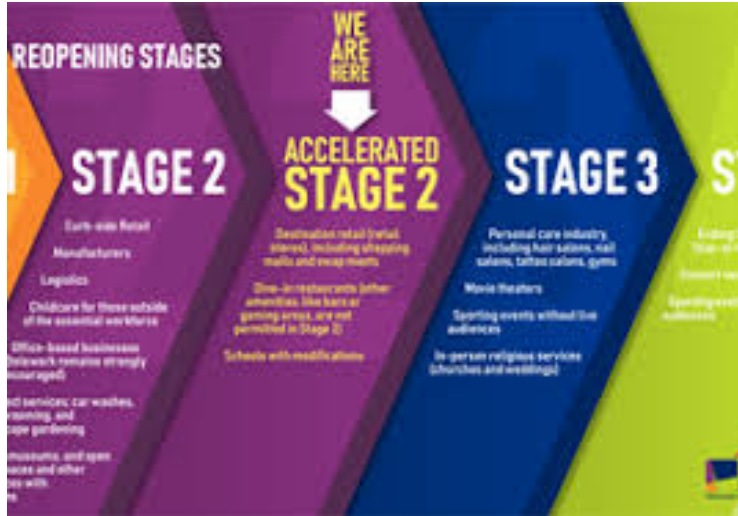 REOPENING STAGES
WE
ARE
HERE
STAGE 2
Curb-side Retail
Manufacturers
Logistics
Childcare for those outside
of the essential workforce
Office-based businesses
(telework remains strongly
encouraged)
services; car washes,
grooming, and
gardening
museums, and open
and other
with
ACCELERATED
STAGE 2
Destination retail (retail
stores), including shopping
malls and swap meets
Dine-in restaurants (other
amenities, like bars or
gaming areas, are not
permitted in Stage 2)
Schools with modifications
STAGE 3
Personal care industry,
including hair salons, nail
salons, tattoo salons, gyms
Movie theaters
Sporting events without live
audiences
In-person religious services
(churches and weddings)
audiences